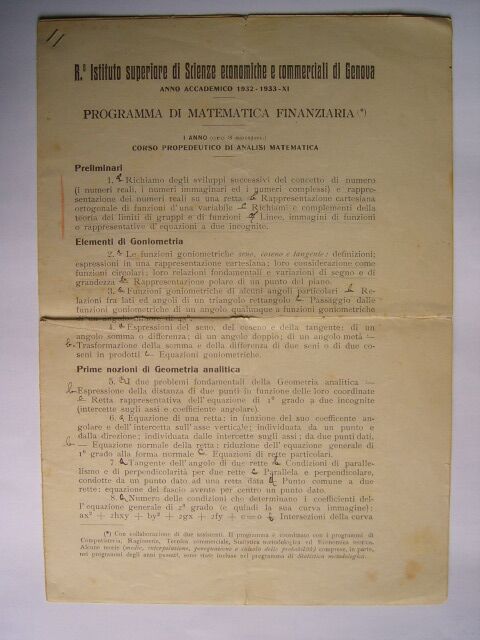 R.º Istituto superiore di Scienze economiche e commerciali di Genova
ANNO ACCADEMICO 1932-1933-XI
PROGRAMMA DI MATEMATICA FINANZIARIA (*)
I ANNO
CORSO PROPEDEUTICO DI ANALISI MATEMATICA
Preliminari
1. a Richiamo degli sviluppi successivi del concetto di numero
(i numeri reali, i numeri immaginari ed i numeri complessi) e rappre-
sentazione dei numeri reali su una retta b Rappresentazione cartesiana
ortogonale di funzioni d'una variabile c Richiami e complementi della
teoria dei limiti di gruppi e di funzioni d Linee, immagini di funzioni
o rappresentative d'equazioni a due incognite.
Elementi di Goniometria
2. a Le funzioni goniometriche seno, coseno e tangente: definizioni;
espressioni in una rappresentazione cartesiana; loro considerazione come
funzioni circolari; loro relazioni fondamentali e variazioni di segno e di
grandezza b Rappresentazione polare di un punto del piano.
3. a Funzioni goniometriche di alcuni angoli particolari b Re-
lazioni fra lati ed angoli di un triangolo rettangolo c Passaggio dalle
funzioni goniometriche di un angolo qualunque a funzioni goniometriche
di un angolo
4. a Espressioni del seno, del coseno e della tangente: di un
angolo somma o differenza; di un angolo doppio; di un angolo metà —
b Trasformazione della somma e della differenza di due seni o di due co-
seni in prodotti c Equazioni goniometriche.
Prime nozioni di Geometria analitica
5. a I due problemi fondamentali della Geometria analitica —
b Espressione della distanza di due punti in funzione delle loro coordinate
c Retta rappresentativa dell'equazione di 1º grado a due incognite
(intercette sugli assi e coefficiente angolare).
6. a Equazione di una retta: in funzione del suo coefficiente an-
golare e dell'intercetta sull'asse verticale; individuata da un punto e
dalla direzione; individuata dalle intercette sugli assi; da due punti dati,
b — Equazione normale della retta: riduzione dell'equazione generale di
1º grado alla forma normale c Equazioni di rette particolari.
7. a Tangente dell'angolo di due rette b Condizioni di paralle-
lismo e di perpendicolarità per due rette c Parallela e perpendicolare,
condotte da un punto dato ad una retta data d Punto comune a due
rette: equazione del fascio avente per centro un punto dato.
8. a Numero delle condizioni che determinano i coefficienti del-
l'equazione generale di 2º grado (e quindi la sua curva immagine):
ax² + 2hxy + by² + 2gx + 2fy + c=0 b Intersezioni della curva
(*) Con collaborazione di due assistenti. Il programma è coordinato con i programmi di
Computisteria, Ragioneria, Tecnica commerciale, Statistica metodologica ed Economia teorica.
Alcune teorie (medie, interpolazione, perequazione e calcolo delle probabilità) comprese, in parte,
nei programmi degli anni passati, sono state incluse nel programma di Statistica metodologica.